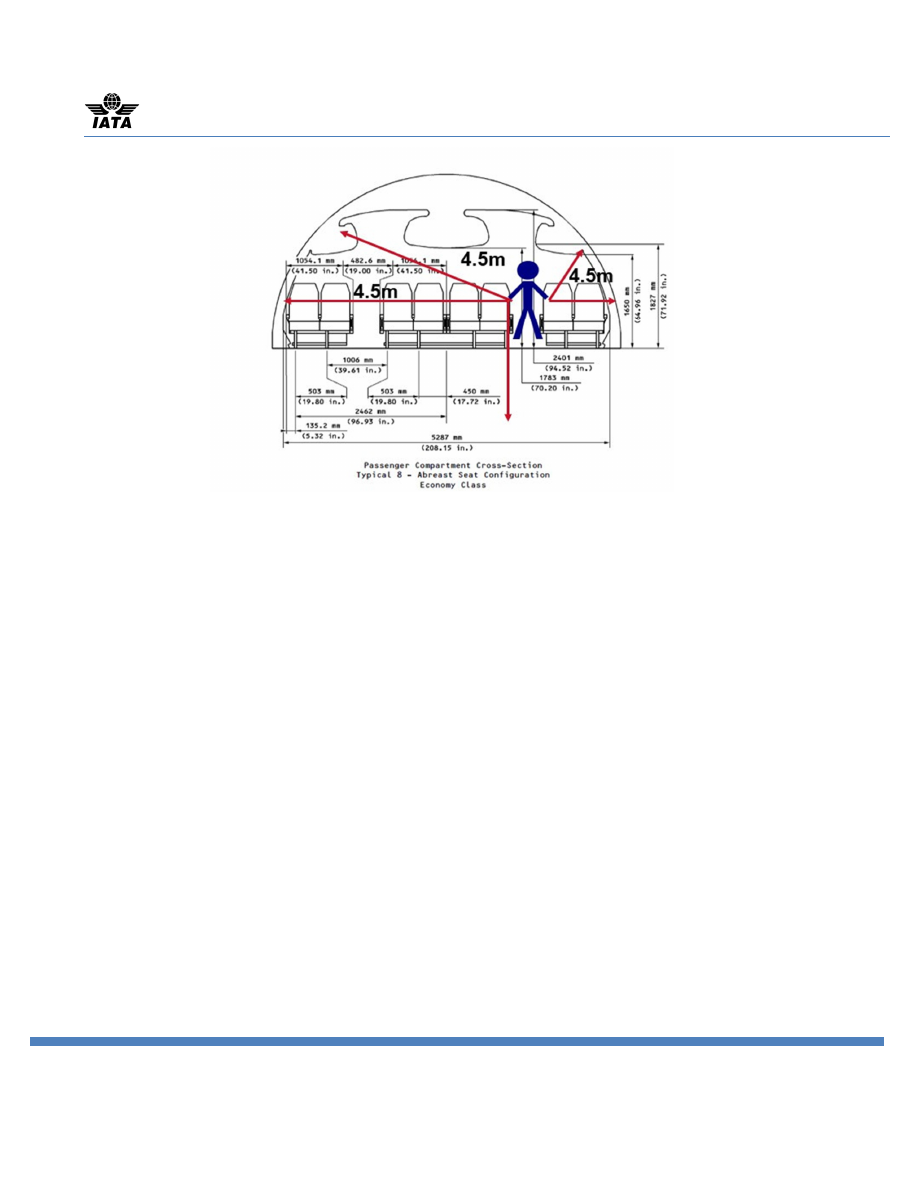 IATA
4.5m
1054.1 mm 482.6 mm 1054.1 mm
(41.50 in.) (19.00 in.) (41.50 in.)
4.5m
4.5m
1650 mm
(64.96 in.)
1827 mm
(71.92 in.)
1006 mm
(39.61 in.)
2401 mm
(94.52 in.)
1783 mm
(70.20 in.)
503 mm 503 mm 450 mm
(19.80 in.) (19.80 in.) (17.72 in.)
2462 mm
(96.93 in.)
135.2 mm
(5.32 in.)
5287 mm
(208.15 in.)
Passenger Compartment Cross-Section
Typical 8 - Abreast Seat Configuration
Economy Class